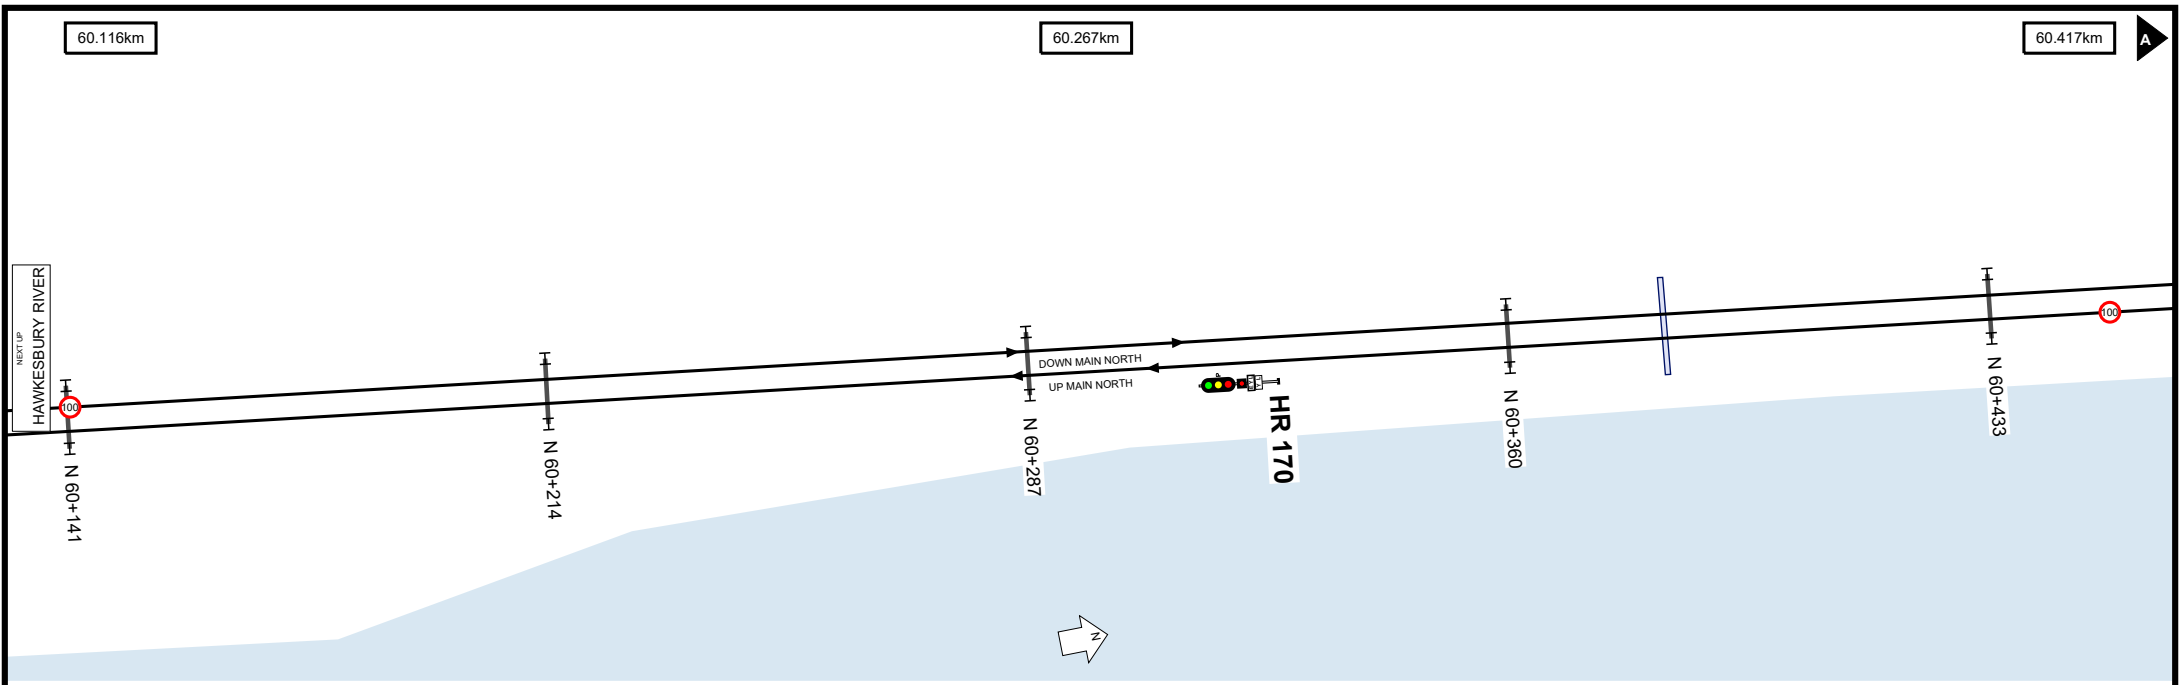 60.116km
60.267km
60.417km
A
NEXT UP
HAWKESBURY RIVER
100
N 60+141
N 60+214
N 60+287
DOWN MAIN NORTH
UP MAIN NORTH
HR 170
N 60+360
N 60+433
100
N